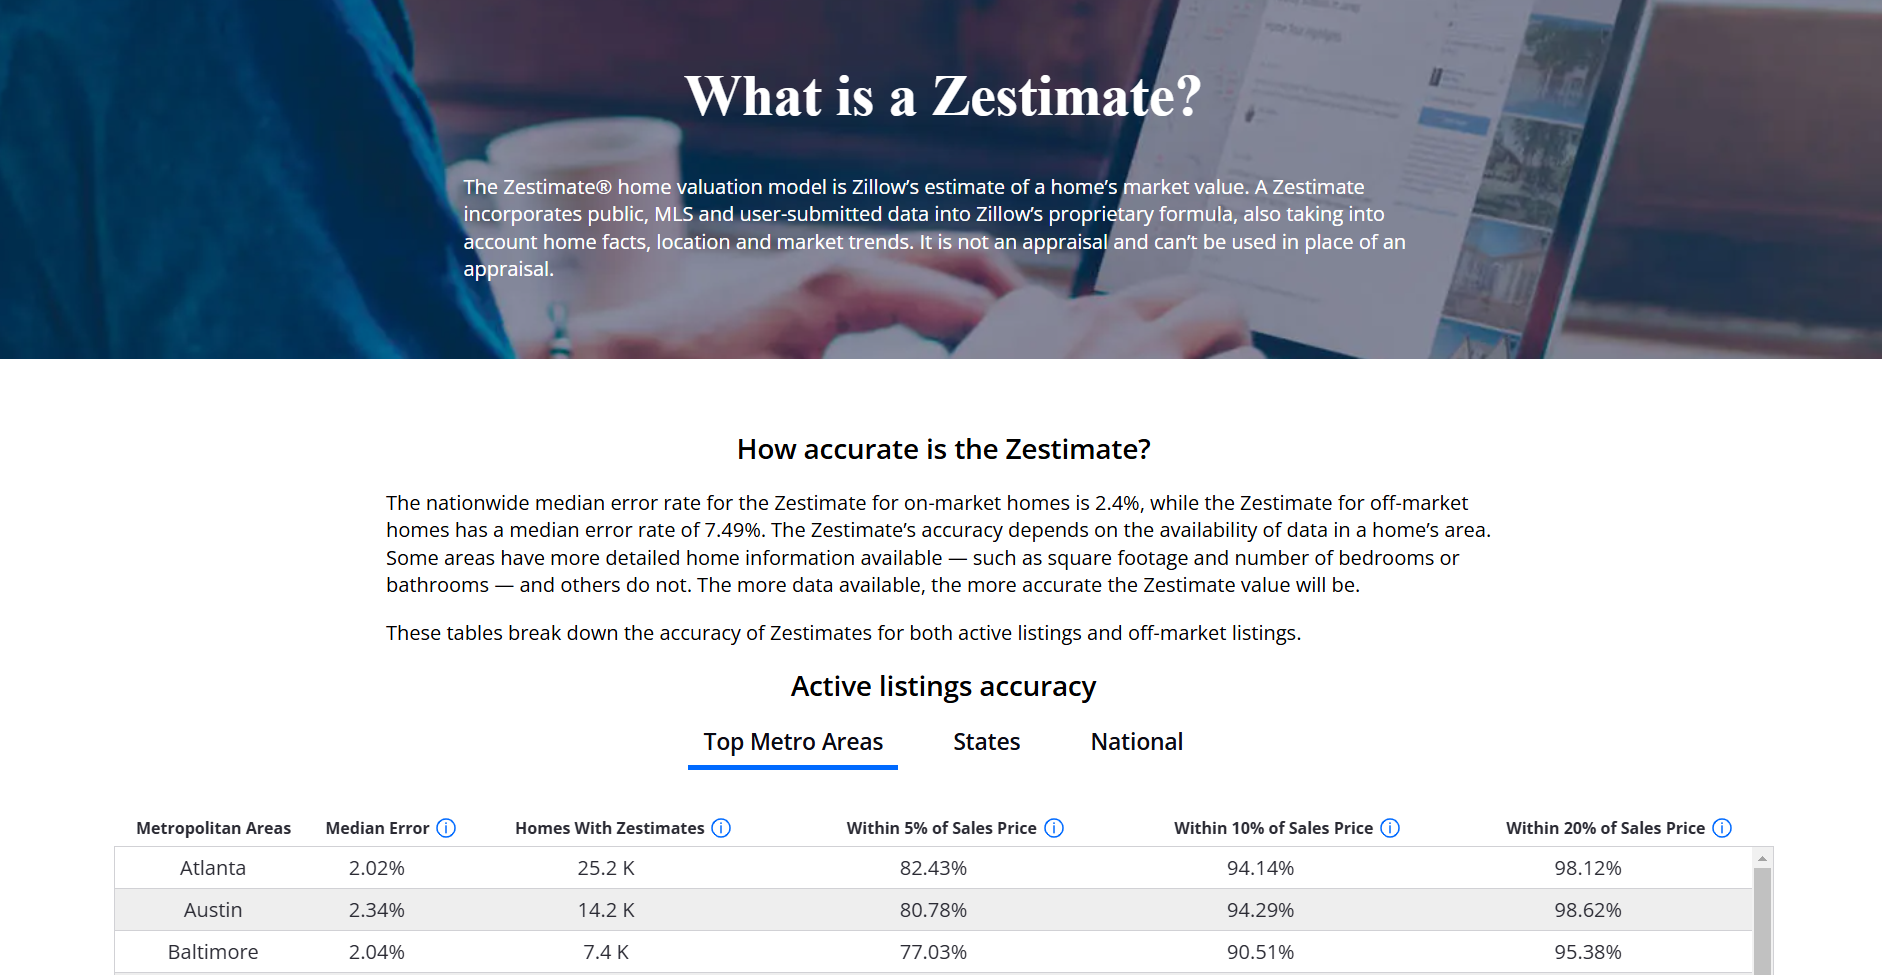 What is a Zestimate?
The Zestimate® home valuation model is Zillow’s estimate of a home’s market value. A Zestimate
incorporates public, MLS and user-submitted data into Zillow’s proprietary formula, also taking into
account home facts, location and market trends. It is not an appraisal and can’t be used in place of an
appraisal.
How accurate is the Zestimate?
The nationwide median error rate for the Zestimate for on-market homes is 2.4%, while the Zestimate for off-market
homes has a median error rate of 7.49%. The Zestimate’s accuracy depends on the availability of data in a home’s area.
Some areas have more detailed home information available — such as square footage and number of bedrooms or
bathrooms — and others do not. The more data available, the more accurate the Zestimate value will be.
These tables break down the accuracy of Zestimates for both active listings and off-market listings.
Active listings accuracy
Top Metro Areas States National
Metropolitan Areas Median Error Homes With Zestimates Within 5% of Sales Price Within 10% of Sales Price Within 20% of Sales Price
Atlanta 2.02% 25.2 K 82.43% 94.14% 98.12%
Austin 2.34% 14.2 K 80.78% 94.29% 98.62%
Baltimore 2.04% 7.4 K 77.03% 90.51% 95.38%